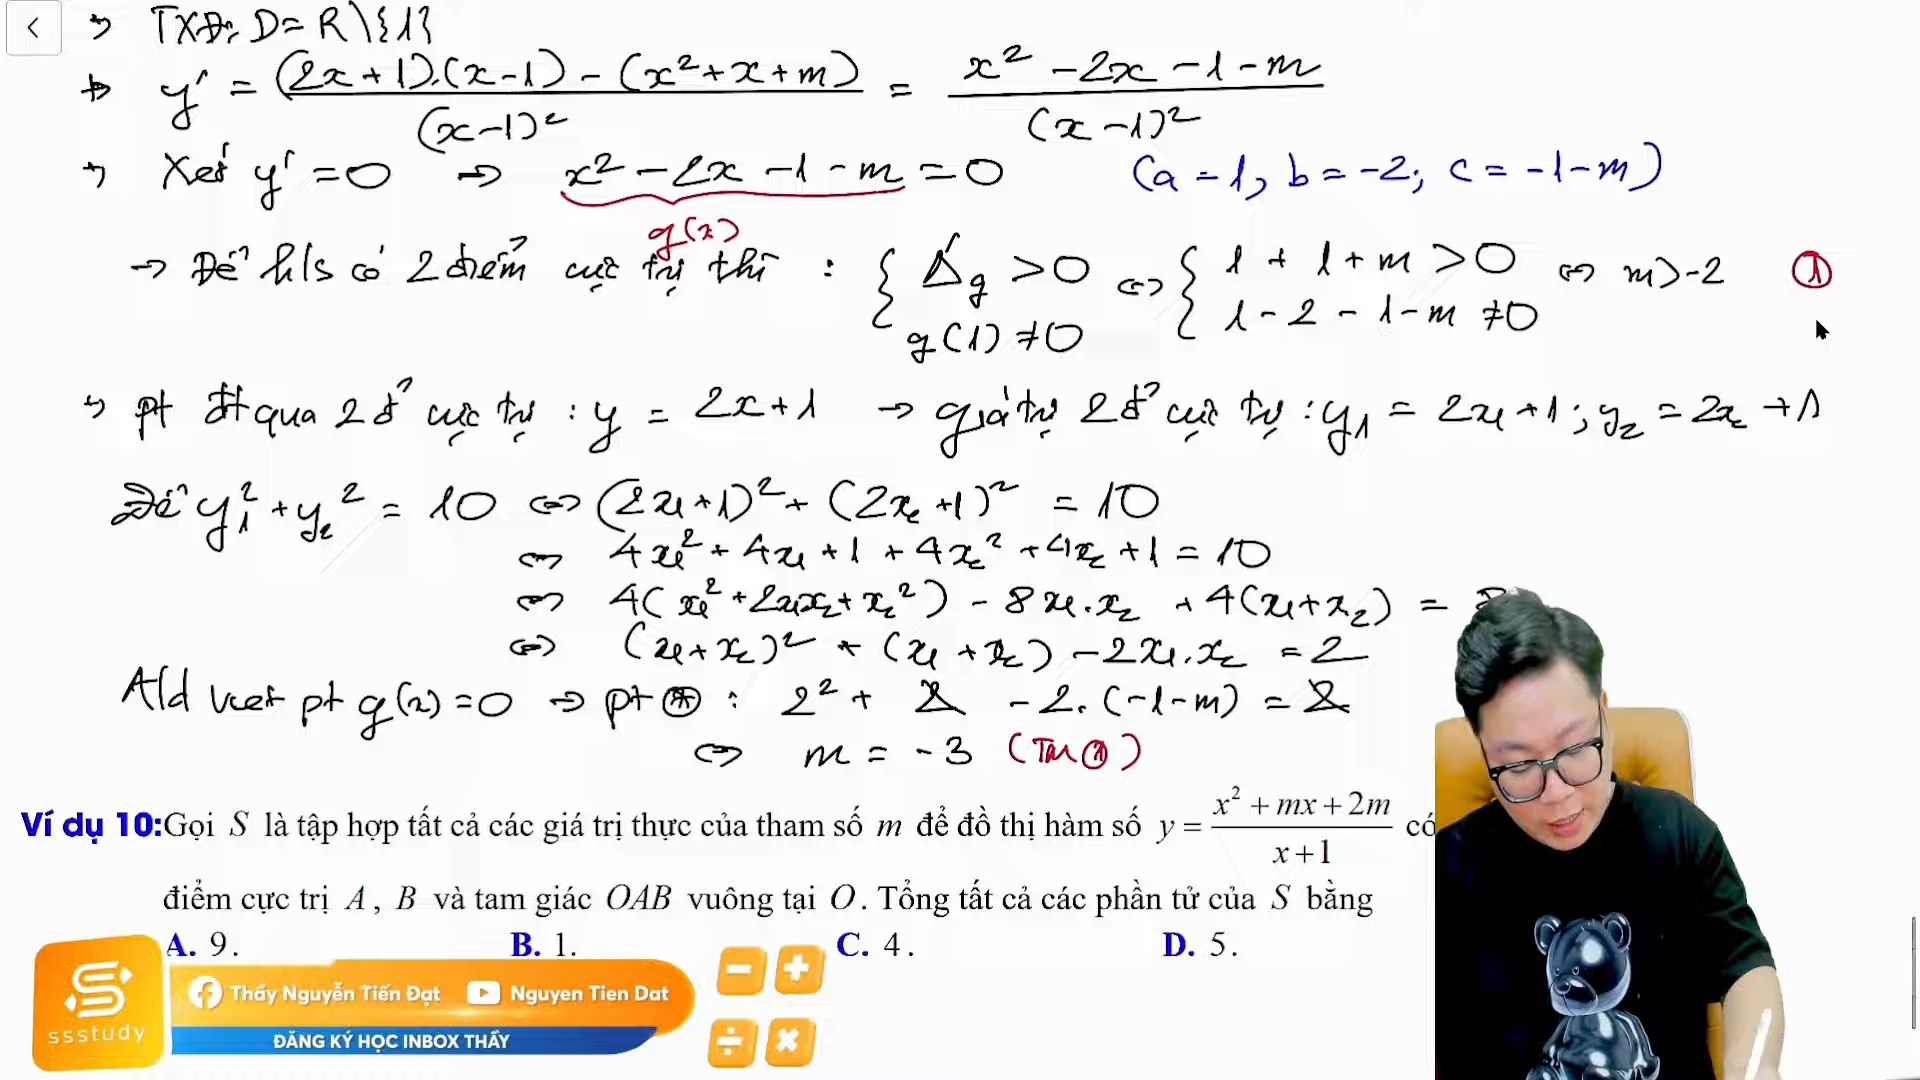 → TXĐ: D = R \ {1}
→ y' = ((2x+1).(x-1) - (x²+x+m))/(x-1)² = (x² - 2x - 1 - m)/(x-1)²
→ Xét y' = 0 → x² - 2x - 1 - m = 0 (a = 1, b = -2; c = -1-m)
g(x)
→ Để h/s có 2 điểm cực trị thì : { Δ'g > 0 ⇔ { 1 + 1 + m > 0 ⇔ m > -2 ①
g(1) ≠ 0 1 - 2 - 1 - m ≠ 0
→ pt đt qua 2 đ' cực trị : y = 2x + 1 → giá trị 2 đ' cực trị : y₁ = 2x₁ + 1 ; y₂ = 2x₂ + 1
Để y₁² + y₂² = 10 ⇔ (2x₁+1)² + (2x₂+1)² = 10
⇔ 4x₁² + 4x₁ + 1 + 4x₂² + 4x₂ + 1 = 10
⇔ 4(x₁² + 2x₁x₂ + x₂²) - 8x₁.x₂ + 4(x₁+x₂) =
⇔ (x₁+x₂)² + (x₁+x₂) - 2x₁.x₂ = 2
Ald viet pt g(x) = 0 → pt ⊛ : 2² + 2 - 2.(-1-m) = 2
⇔ m = -3 (TM ①)
Ví dụ 10: Gọi S là tập hợp tất cả các giá trị thực của tham số m để đồ thị hàm số y = (x² + mx + 2m)/(x+1) có
điểm cực trị A, B và tam giác OAB vuông tại O. Tổng tất cả các phần tử của S bằng
A. 9. B. 1. C. 4. D. 5.
ssstudy
Thầy Nguyễn Tiến Đạt Nguyen Tien Dat
ĐĂNG KÝ HỌC INBOX THẦY